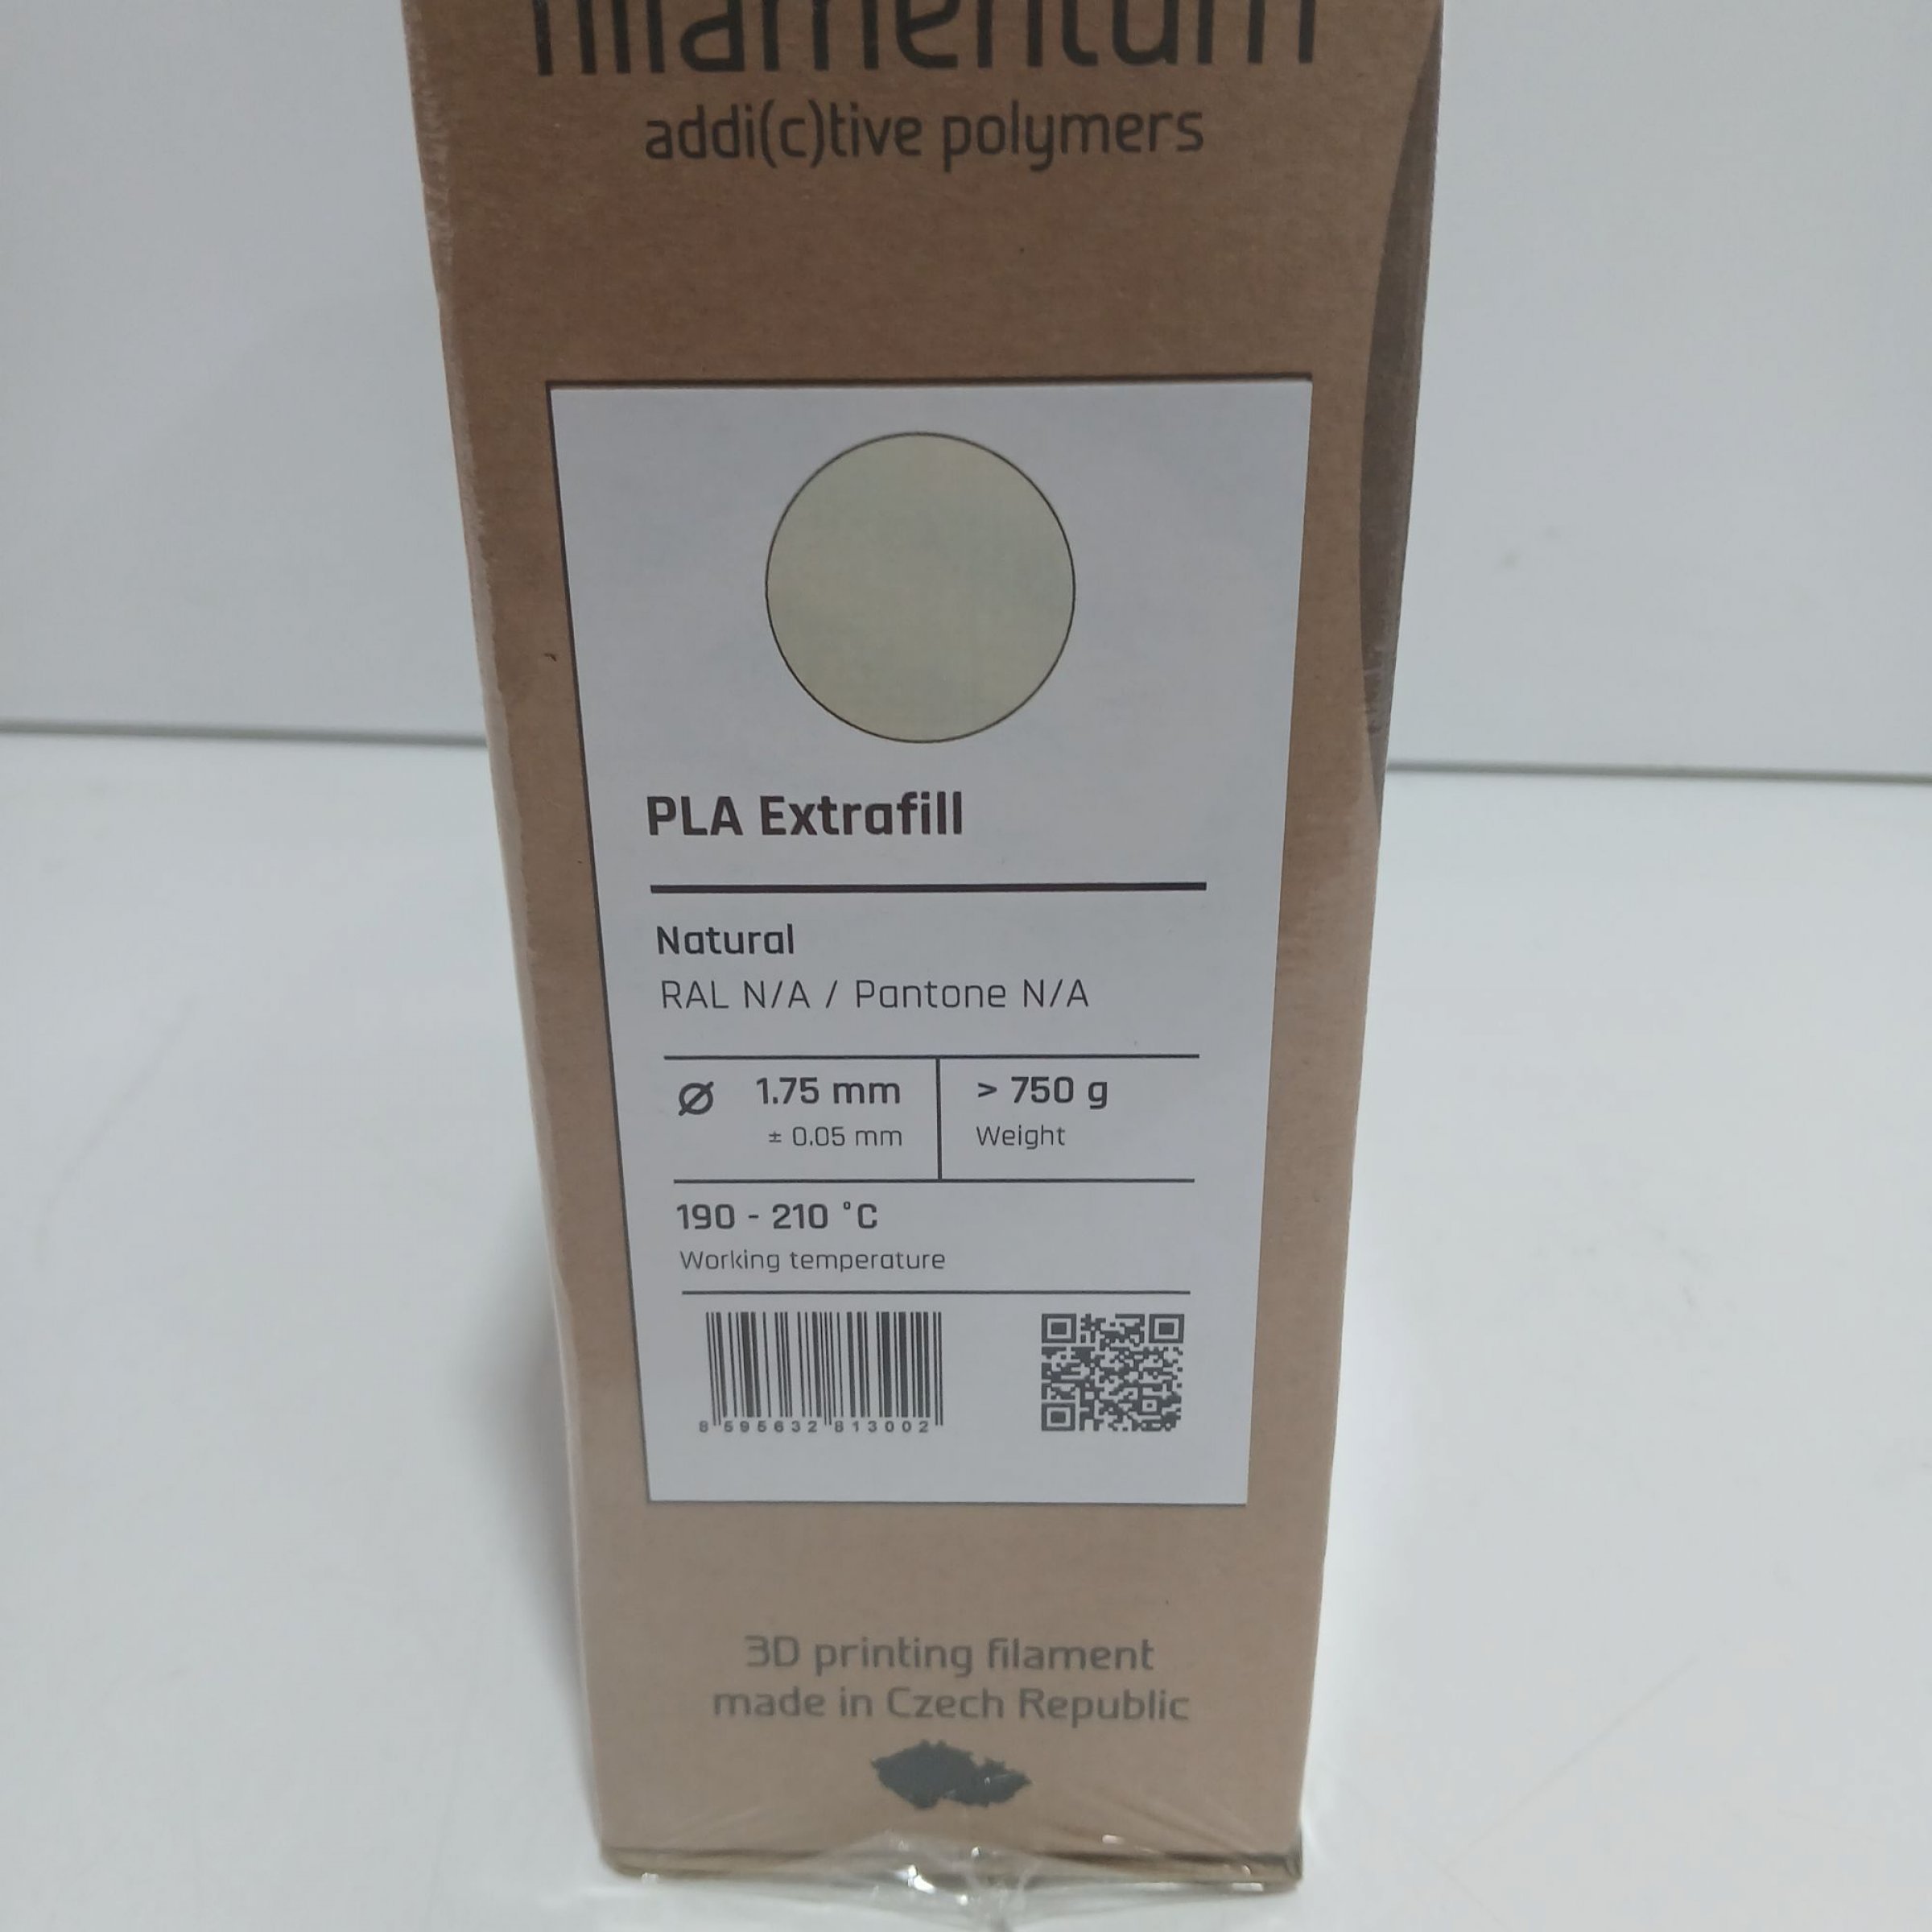 fillamentum
addi(c)tive polymers
PLA Extrafill
Natural
RAL N/A / Pantone N/A
Ø 1.75 mm
± 0.05 mm
> 750 g
Weight
190 - 210 °C
Working temperature
8 595632 813002
3D printing filament
made in Czech Republic